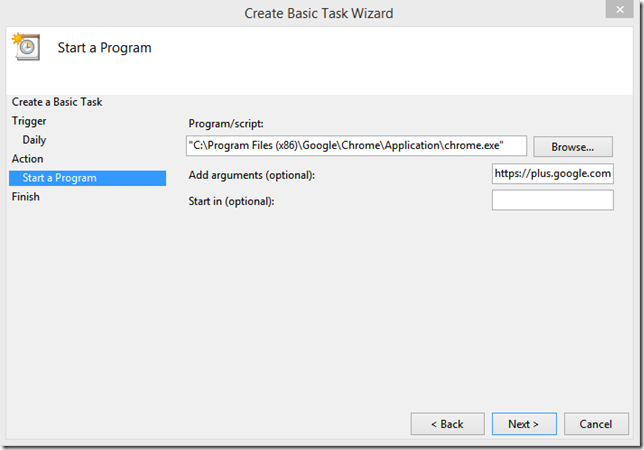 Create Basic Task Wizard
Start a Program
Create a Basic Task
Trigger
Daily
Action
Start a Program
Finish
Program/script:
"C:\Program Files (x86)\Google\Chrome\Application\chrome.exe"
Browse...
Add arguments (optional):
https://plus.google.com
Start in (optional):
< Back
Next >
Cancel